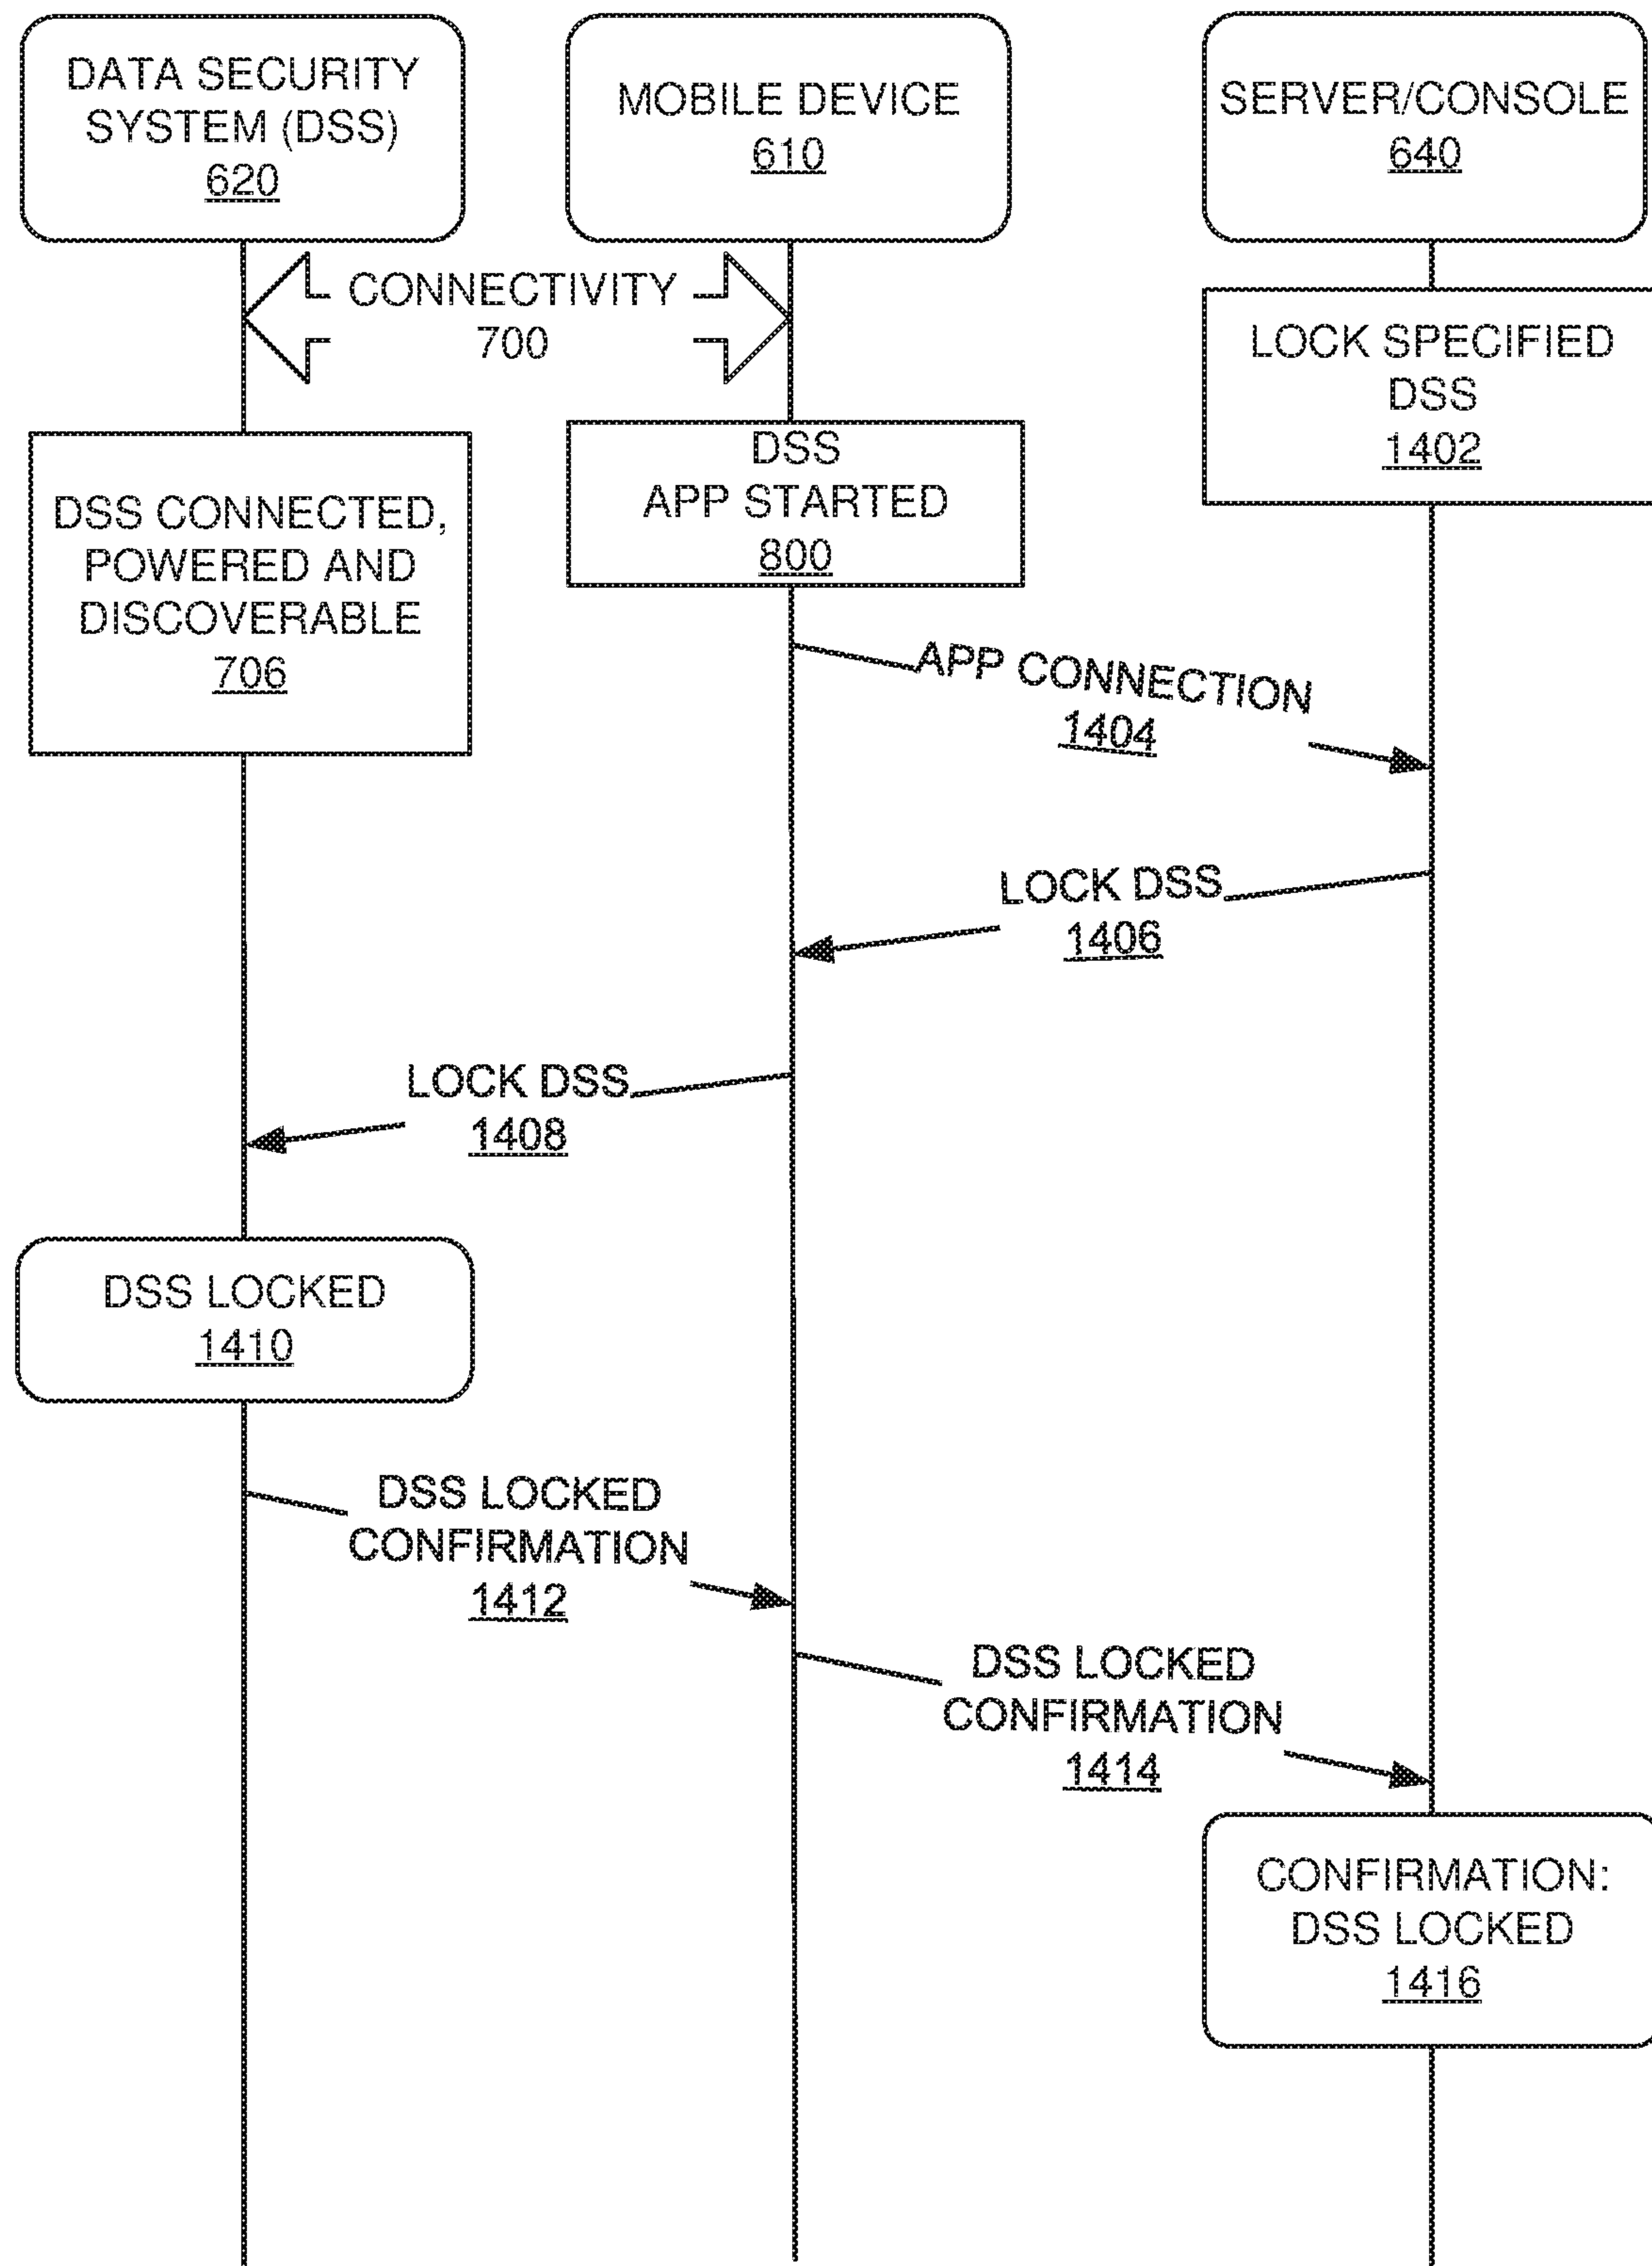 DATA SECURITY
SYSTEM (DSS)
620
MOBILE DEVICE
610
SERVER/CONSOLE
640
CONNECTIVITY
700
LOCK SPECIFIED
DSS
1402
DSS
APP STARTED
800
DSS CONNECTED,
POWERED AND
DISCOVERABLE
706
APP CONNECTION
1404
LOCK DSS
1406
LOCK DSS
1408
DSS LOCKED
1410
DSS LOCKED
CONFIRMATION
1412
DSS LOCKED
CONFIRMATION
1414
CONFIRMATION:
DSS LOCKED
1416